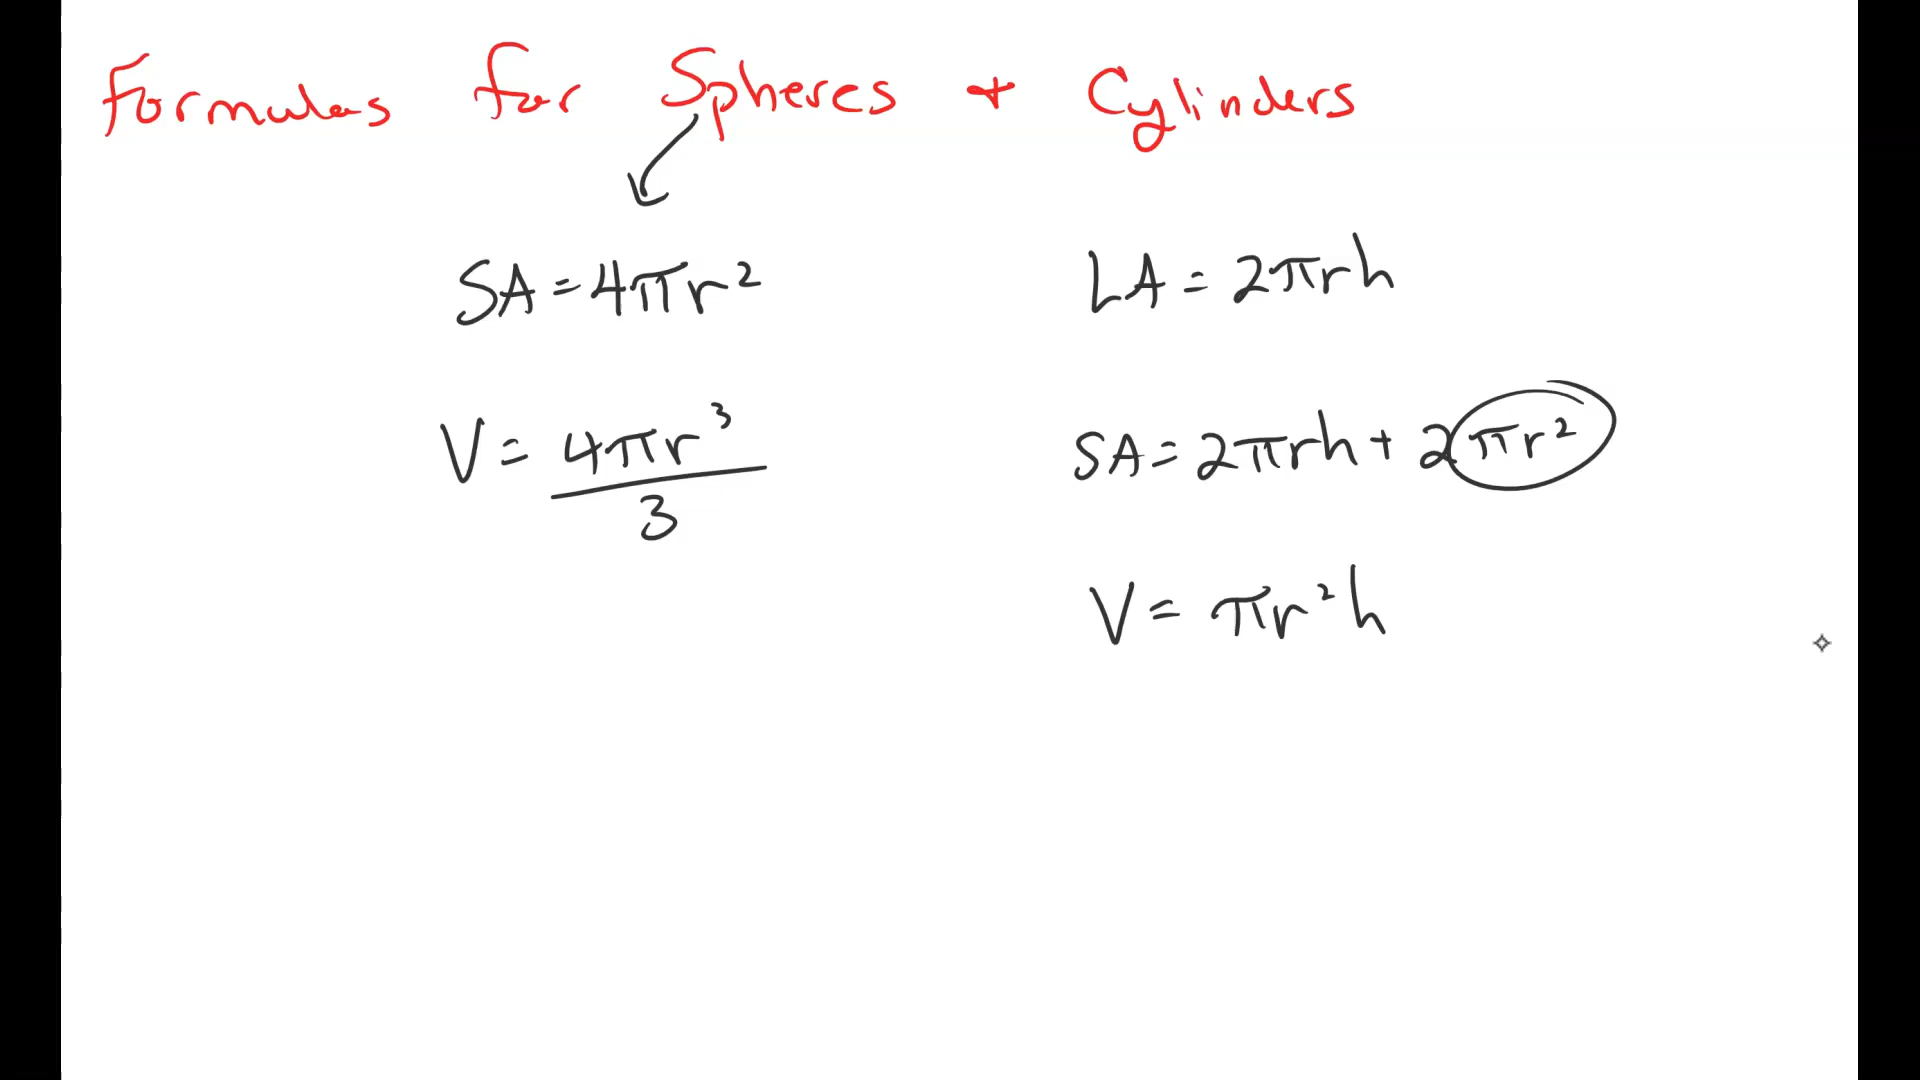 Formulas for Spheres + Cylinders
SA = 4πr²
V = 4πr³/3
LA = 2πrh
SA = 2πrh + 2πr²
V = πr²h